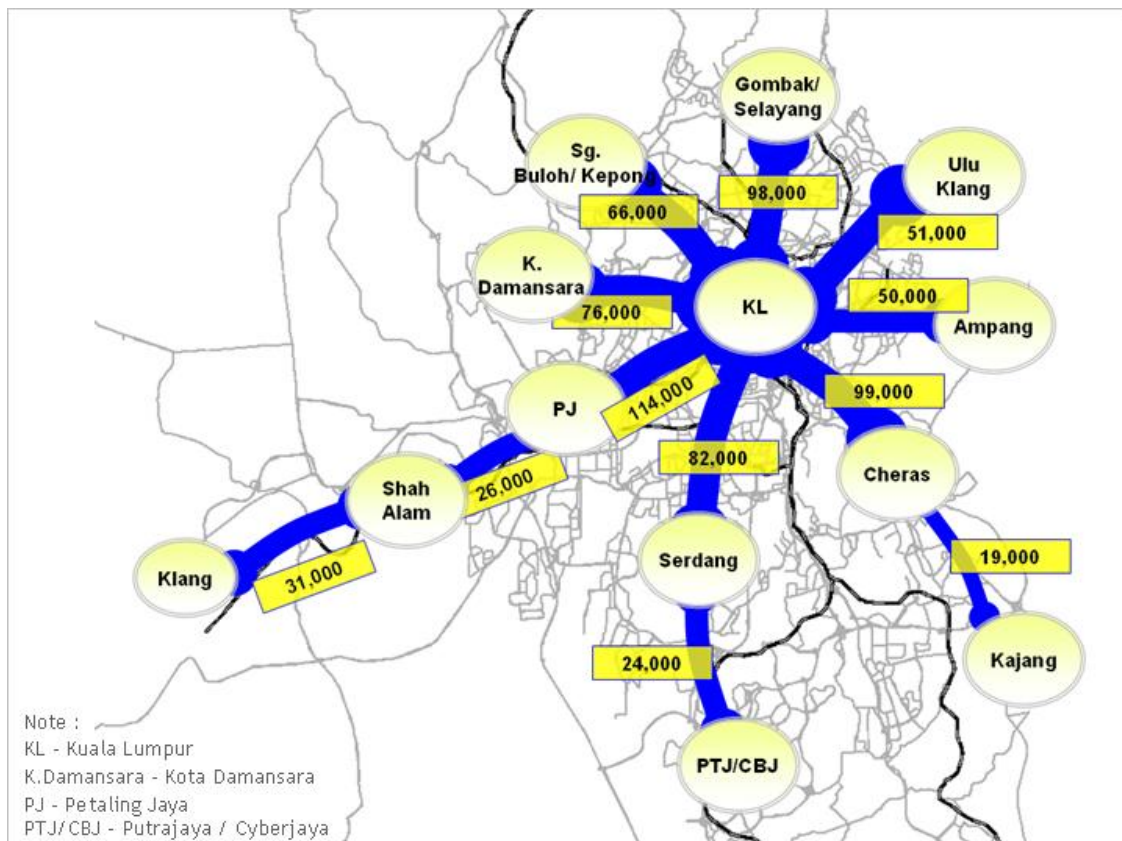 Gombak/
Selayang
Sg.
Buloh/ Kepong
Ulu
Klang
98,000
66,000
51,000
K.
Damansara
KL
50,000
76,000
Ampang
PJ
114,000
99,000
82,000
Cheras
Shah
Alam
26,000
Serdang
19,000
Klang
31,000
24,000
Kajang
PTJ/CBJ
Note :
KL - Kuala Lumpur
K.Damansara - Kota Damansara
PJ - Petaling Jaya
PTJ/CBJ - Putrajaya / Cyberjaya